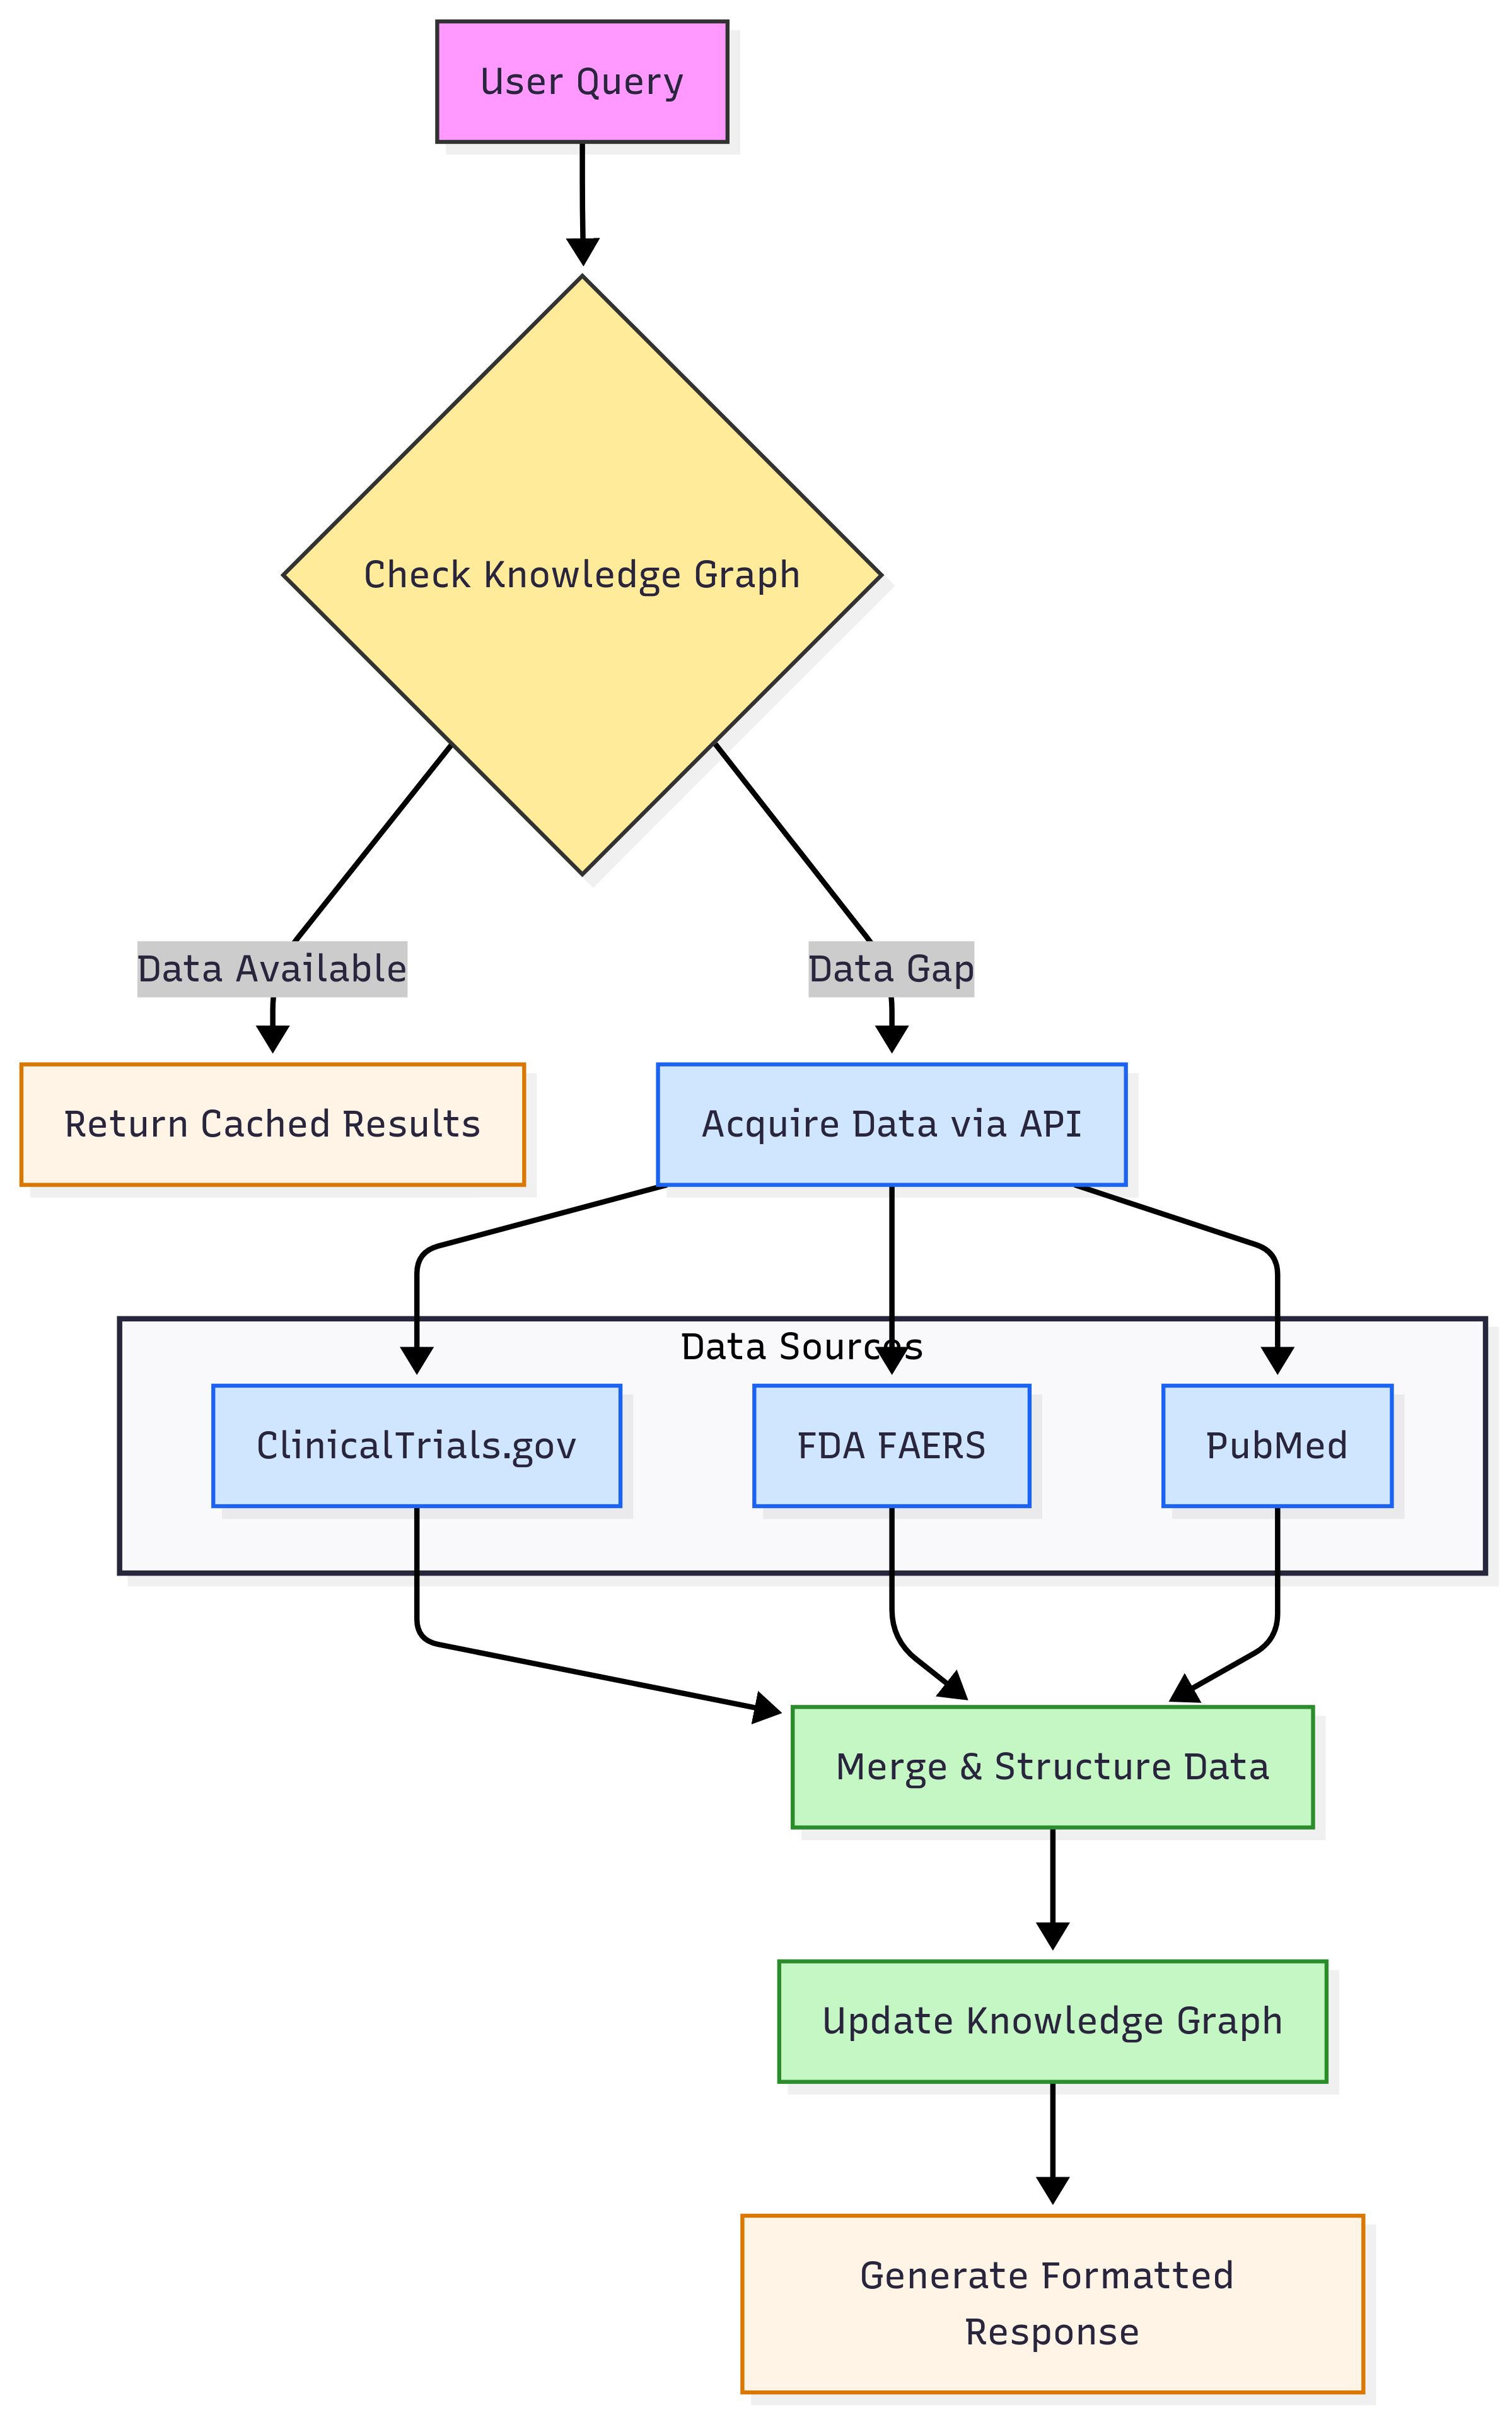 User Query
Check Knowledge Graph
Data Available
Data Gap
Return Cached Results
Acquire Data via API
Data Sources
ClinicalTrials.gov
FDA FAERS
PubMed
Merge & Structure Data
Update Knowledge Graph
Generate Formatted
Response